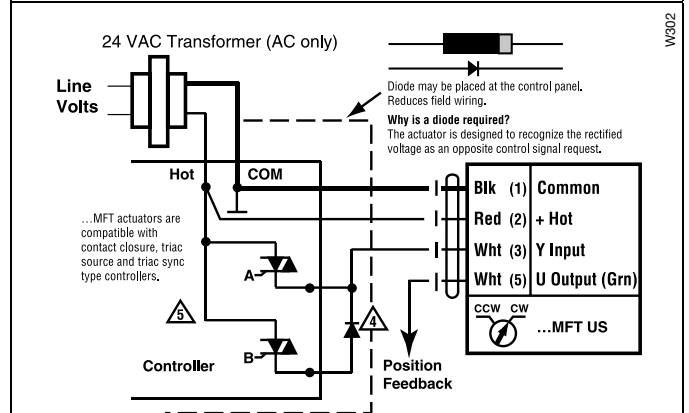 W302
24 VAC Transformer (AC only)
Line
Volts
Diode may be placed at the control panel.
Reduces field wiring.
Why is a diode required?
The actuator is designed to recognize the rectified
voltage as an opposite control signal request.
Hot
COM
...MFT actuators are
compatible with
contact closure, triac
source and triac sync
type controllers.
A
5
B
4
Controller
Position
Feedback
Blk (1) Common
Red (2) + Hot
Wht (3) Y Input
Wht (5) U Output (Grn)
CCW CW
...MFT US